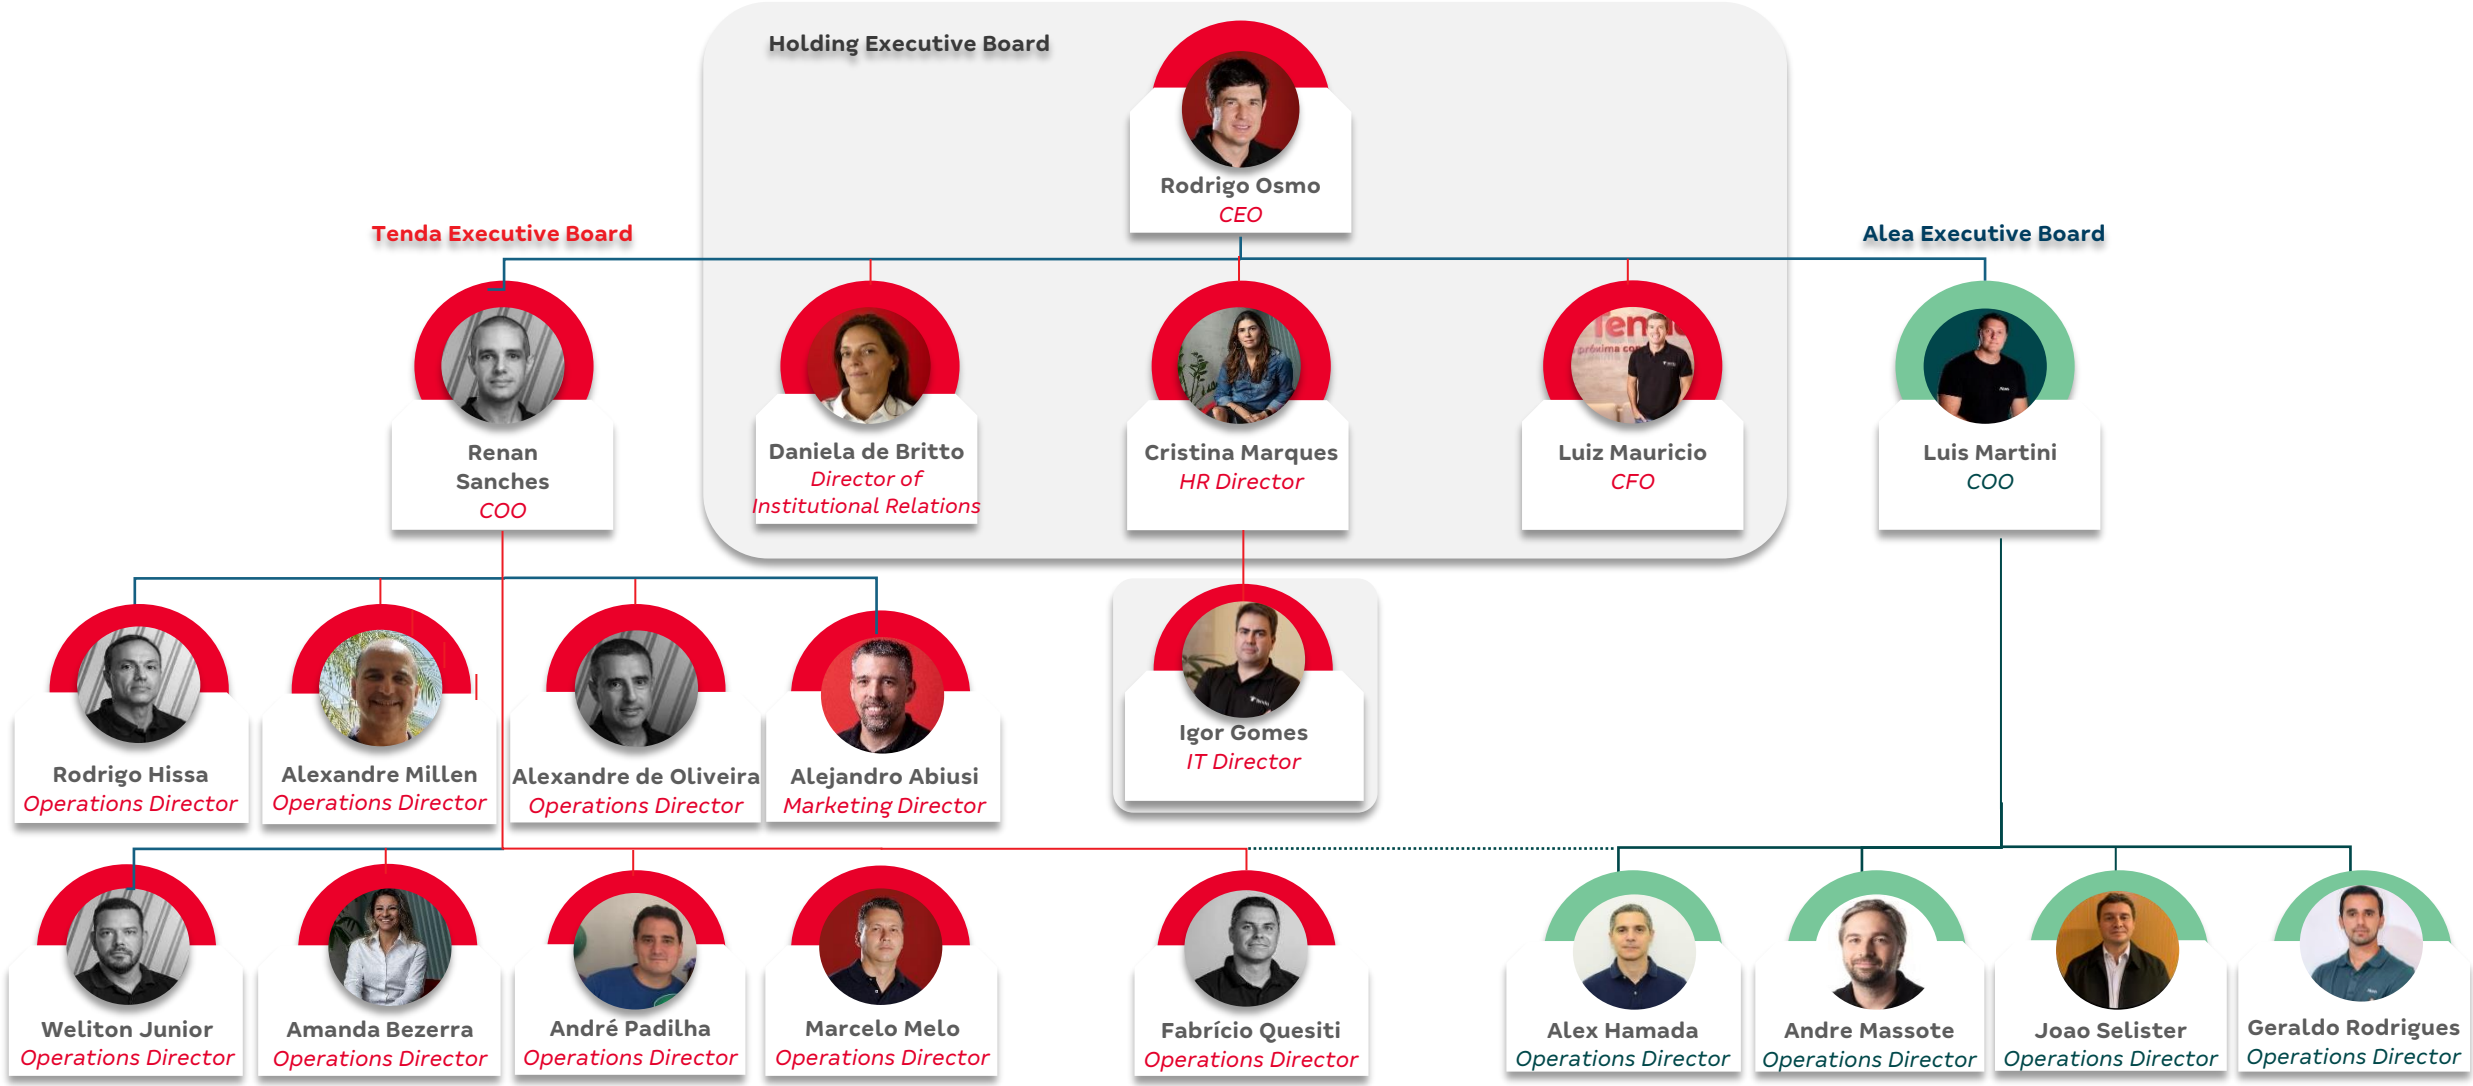 Holding Executive Board
Rodrigo Osmo
CEO
Tenda Executive Board
Alea Executive Board
Renan
Sanches
COO
Daniela de Britto
Director of
Institutional Relations
Cristina Marques
HR Director
Luiz Mauricio
CFO
Luis Martini
COO
Rodrigo Hissa
Operations Director
Alexandre Millen
Operations Director
Alexandre de Oliveira
Operations Director
Alejandro Abiusi
Marketing Director
Igor Gomes
IT Director
Weliton Junior
Operations Director
Amanda Bezerra
Operations Director
André Padilha
Operations Director
Marcelo Melo
Operations Director
Fabrício Quesiti
Operations Director
Alex Hamada
Operations Director
Andre Massote
Operations Director
Joao Selister
Operations Director
Geraldo Rodrigues
Operations Director